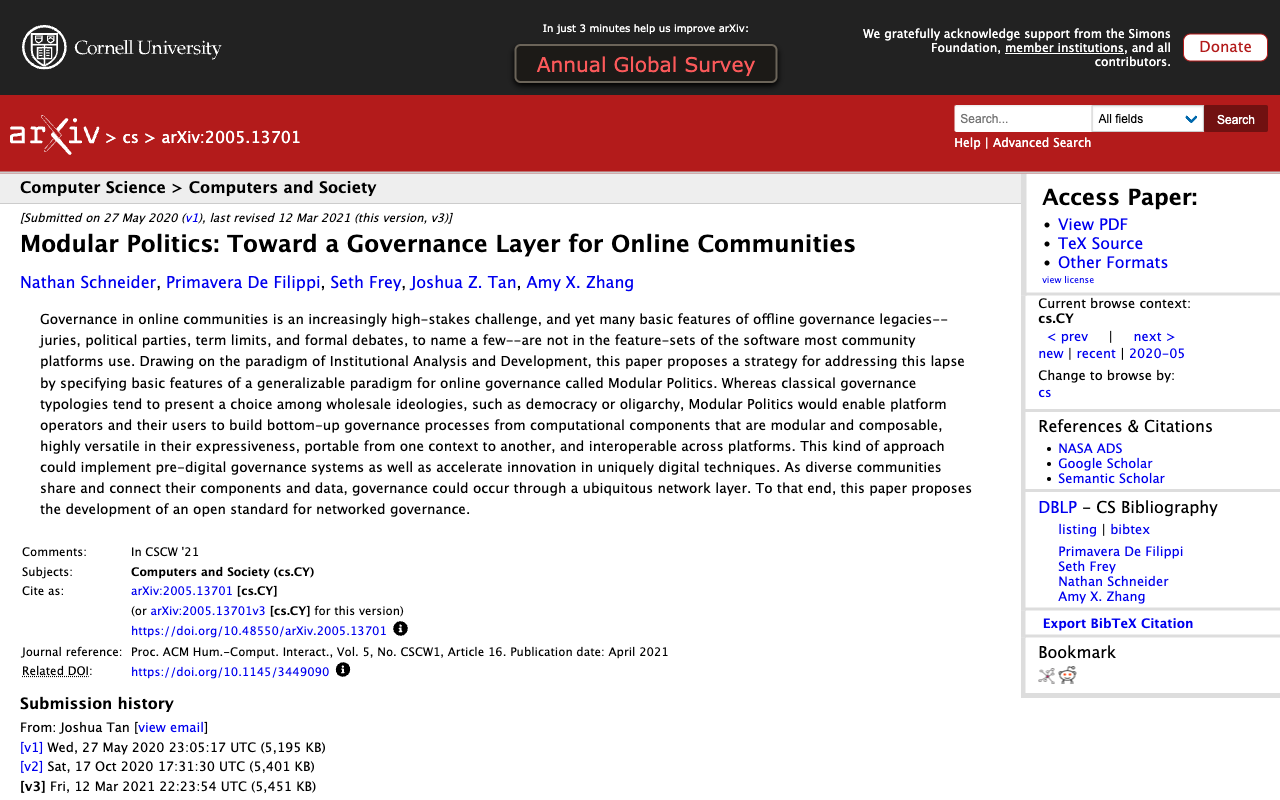 Cornell University
In just 3 minutes help us improve arXiv:
Annual Global Survey
We gratefully acknowledge support from the Simons
Foundation, member institutions, and all
contributors.
Donate
arXiv > cs > arXiv:2005.13701
Search...
All fields
Search
Help | Advanced Search
Computer Science > Computers and Society
[Submitted on 27 May 2020 (v1), last revised 12 Mar 2021 (this version, v3)]
Modular Politics: Toward a Governance Layer for Online Communities
Nathan Schneider, Primavera De Filippi, Seth Frey, Joshua Z. Tan, Amy X. Zhang
Governance in online communities is an increasingly high-stakes challenge, and yet many basic features of offline governance legacies--
juries, political parties, term limits, and formal debates, to name a few--are not in the feature-sets of the software most community
platforms use. Drawing on the paradigm of Institutional Analysis and Development, this paper proposes a strategy for addressing this lapse
by specifying basic features of a generalizable paradigm for online governance called Modular Politics. Whereas classical governance
typologies tend to present a choice among wholesale ideologies, such as democracy or oligarchy, Modular Politics would enable platform
operators and their users to build bottom-up governance processes from computational components that are modular and composable,
highly versatile in their expressiveness, portable from one context to another, and interoperable across platforms. This kind of approach
could implement pre-digital governance systems as well as accelerate innovation in uniquely digital techniques. As diverse communities
share and connect their components and data, governance could occur through a ubiquitous network layer. To that end, this paper proposes
the development of an open standard for networked governance.
Comments: In CSCW '21
Subjects: Computers and Society (cs.CY)
Cite as: arXiv:2005.13701 [cs.CY]
(or arXiv:2005.13701v3 [cs.CY] for this version)
https://doi.org/10.48550/arXiv.2005.13701
Journal reference: Proc. ACM Hum.-Comput. Interact., Vol. 5, No. CSCW1, Article 16. Publication date: April 2021
Related DOI: https://doi.org/10.1145/3449090
Submission history
From: Joshua Tan [view email]
[v1] Wed, 27 May 2020 23:05:17 UTC (5,195 KB)
[v2] Sat, 17 Oct 2020 17:31:30 UTC (5,401 KB)
[v3] Fri, 12 Mar 2021 22:23:54 UTC (5,451 KB)
Access Paper:
View PDF
TeX Source
Other Formats
view license
Current browse context:
cs.CY
< prev | next >
new | recent | 2020-05
Change to browse by:
cs
References & Citations
NASA ADS
Google Scholar
Semantic Scholar
DBLP - CS Bibliography
listing | bibtex
Primavera De Filippi
Seth Frey
Nathan Schneider
Amy X. Zhang
Export BibTeX Citation
Bookmark